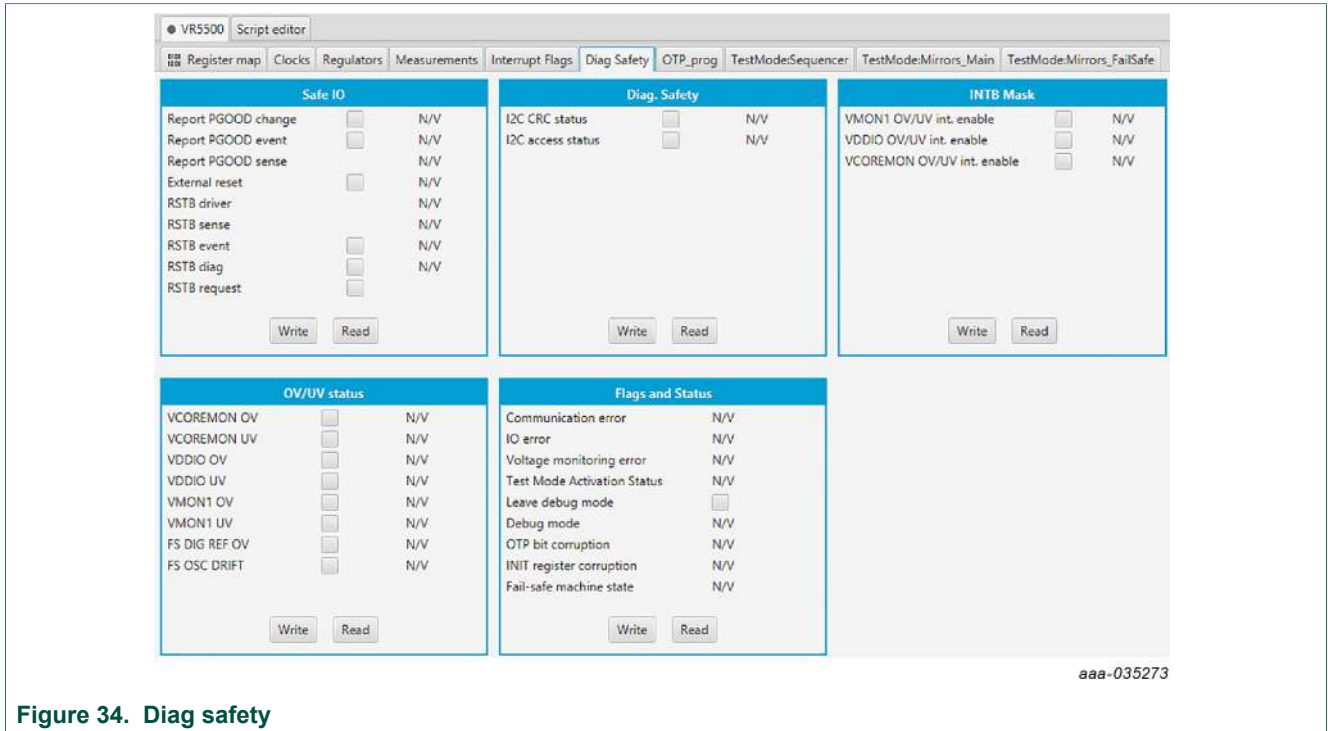 VR5500 Script editor
Register map Clocks Regulators Measurements Interrupt Flags Diag Safety OTP_prog TestMode:Sequencer TestMode:Mirrors_Main TestMode:Mirrors_FailSafe
Safe IO
Report PGOOD change N/V
Report PGOOD event N/V
Report PGOOD sense N/V
External reset N/V
RSTB driver N/V
RSTB sense N/V
RSTB event N/V
RSTB diag N/V
RSTB request
Write Read
Diag. Safety
I2C CRC status N/V
I2C access status N/V
Write Read
INTB Mask
VMON1 OV/UV int. enable N/V
VDDIO OV/UV int. enable N/V
VCOREMON OV/UV int. enable N/V
Write Read
OV/UV status
VCOREMON OV N/V
VCOREMON UV N/V
VDDIO OV N/V
VDDIO UV N/V
VMON1 OV N/V
VMON1 UV N/V
FS DIG REF OV N/V
FS OSC DRIFT N/V
Write Read
Flags and Status
Communication error N/V
IO error N/V
Voltage monitoring error N/V
Test Mode Activation Status N/V
Leave debug mode
Debug mode N/V
OTP bit corruption N/V
INIT register corruption N/V
Fail-safe machine state N/V
Write Read
aaa-035273
Figure 34. Diag safety